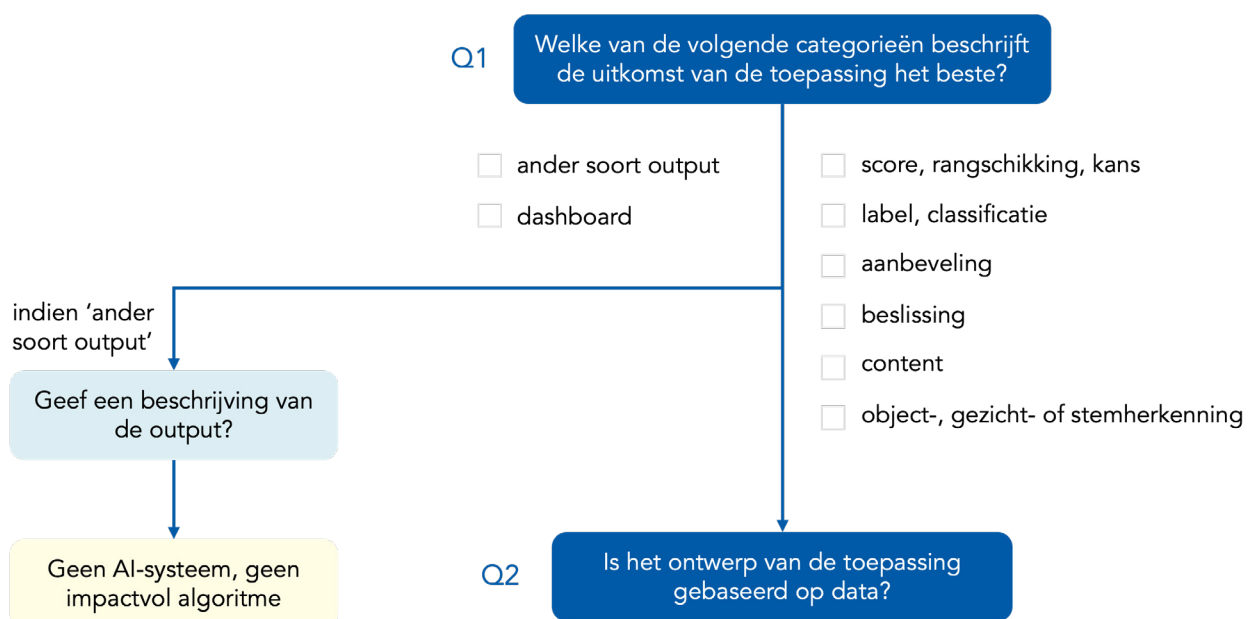 Q1
Welke van de volgende categorieën beschrijft
de uitkomst van de toepassing het beste?
ander soort output
dashboard
score, rangschikking, kans
label, classificatie
aanbeveling
beslissing
content
object-, gezicht- of stemherkenning
indien ‘ander
soort output’
Geef een beschrijving van
de output?
Geen AI-systeem, geen
impactvol algoritme
Q2
Is het ontwerp van de toepassing
gebaseerd op data?